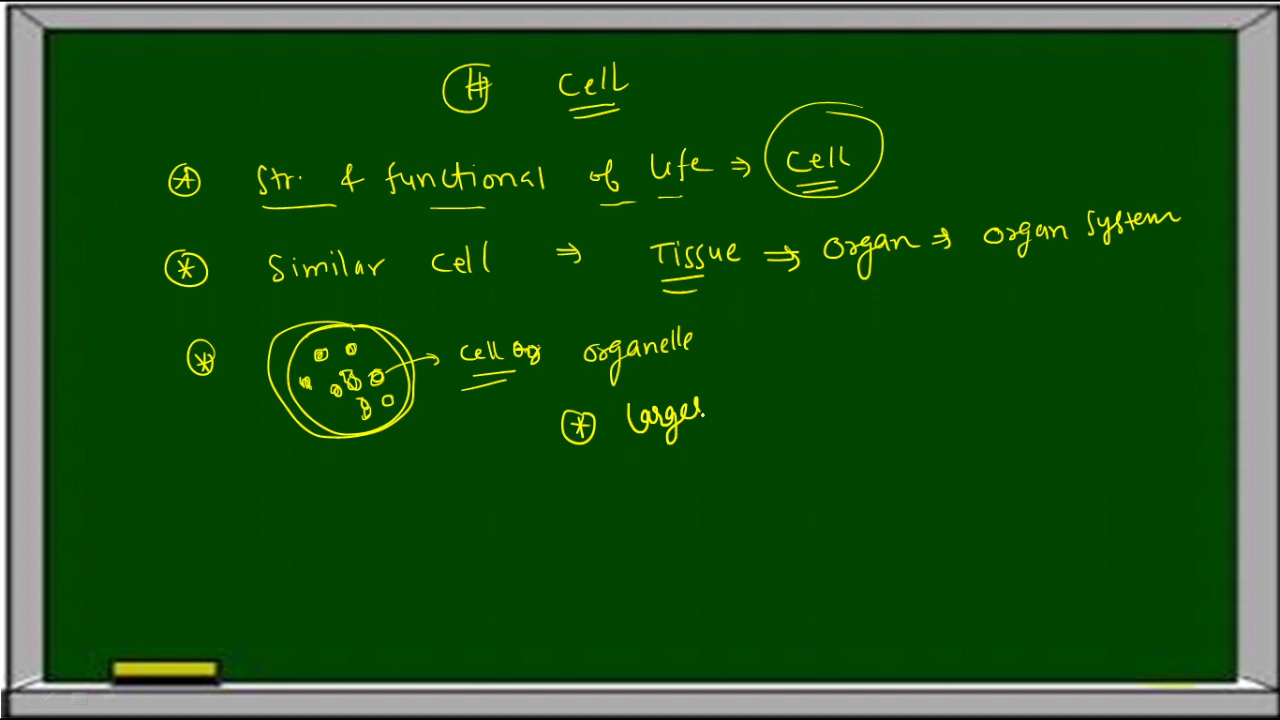 # Cell
Str. & functional of life ⇒ Cell
Similar cell ⇒ Tissue ⇒ Organ ⇒ Organ System
cell organelle
Larges